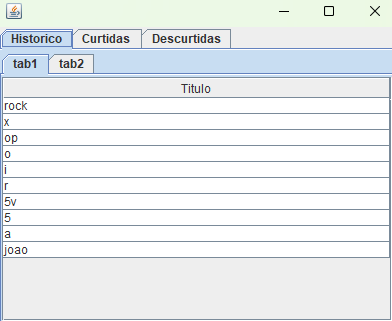 Historico Curtidas Descurtidas
tab1 tab2
Titulo
rock
x
op
o
i
r
5v
5
a
joao